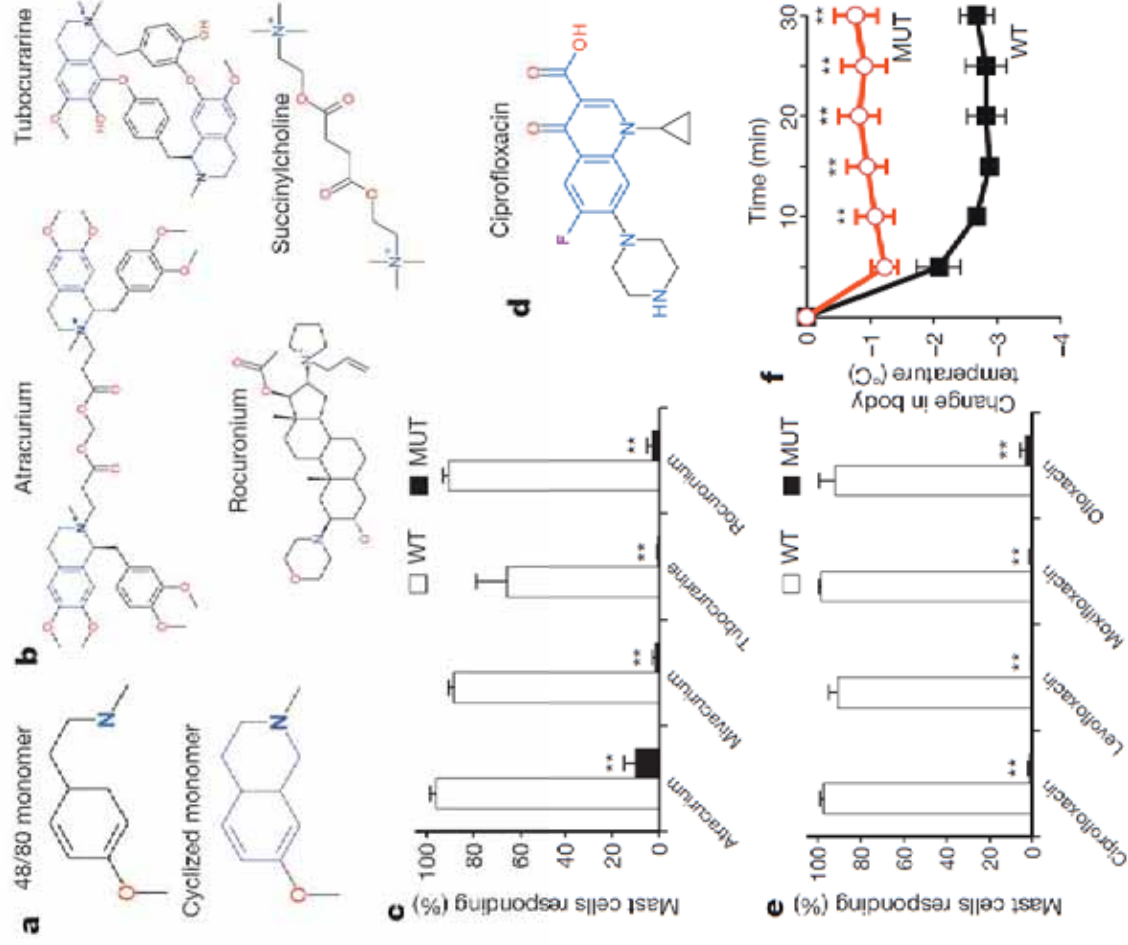 a
48/80 monomer
O
N
Cyclized monomer
O
N
b
Atracurium
Tubocurarine
Rocuronium
Succinylcholine
c
Mast cells responding (%)
100
80
60
40
20
0
WT
MUT
**
**
**
**
Atracurium
Mivacurium
Tubocurarine
Rocuronium
d
Ciprofloxacin
F
O
O
OH
N
N
HN
e
Mast cells responding (%)
100
80
60
40
20
0
WT
MUT
**
**
**
**
Ciprofloxacin
Levofloxacin
Moxifloxacin
Ofloxacin
f
Time (min)
10
20
30
Change in body
temperature (°C)
0
−1
−2
−3
−4
**
**
**
**
**
MUT
WT